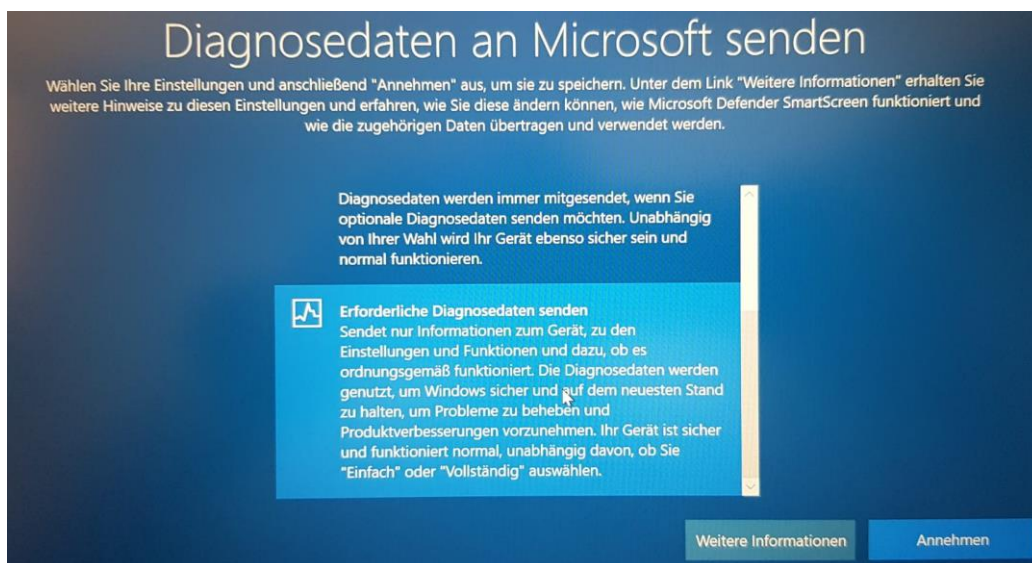 Diagnosedaten an Microsoft senden
Wählen Sie Ihre Einstellungen und anschließend "Annehmen" aus, um sie zu speichern. Unter dem Link "Weitere Informationen" erhalten Sie
weitere Hinweise zu diesen Einstellungen und erfahren, wie Sie diese ändern können, wie Microsoft Defender SmartScreen funktioniert und
wie die zugehörigen Daten übertragen und verwendet werden.
Diagnosedaten werden immer mitgesendet, wenn Sie
optionale Diagnosedaten senden möchten. Unabhängig
von Ihrer Wahl wird Ihr Gerät ebenso sicher sein und
normal funktionieren.
Erforderliche Diagnosedaten senden
Sendet nur Informationen zum Gerät, zu den
Einstellungen und Funktionen und dazu, ob es
ordnungsgemäß funktioniert. Die Diagnosedaten werden
genutzt, um Windows sicher und auf dem neuesten Stand
zu halten, um Probleme zu beheben und
Produktverbesserungen vorzunehmen. Ihr Gerät ist sicher
und funktioniert normal, unabhängig davon, ob Sie
"Einfach" oder "Vollständig" auswählen.
Weitere Informationen
Annehmen